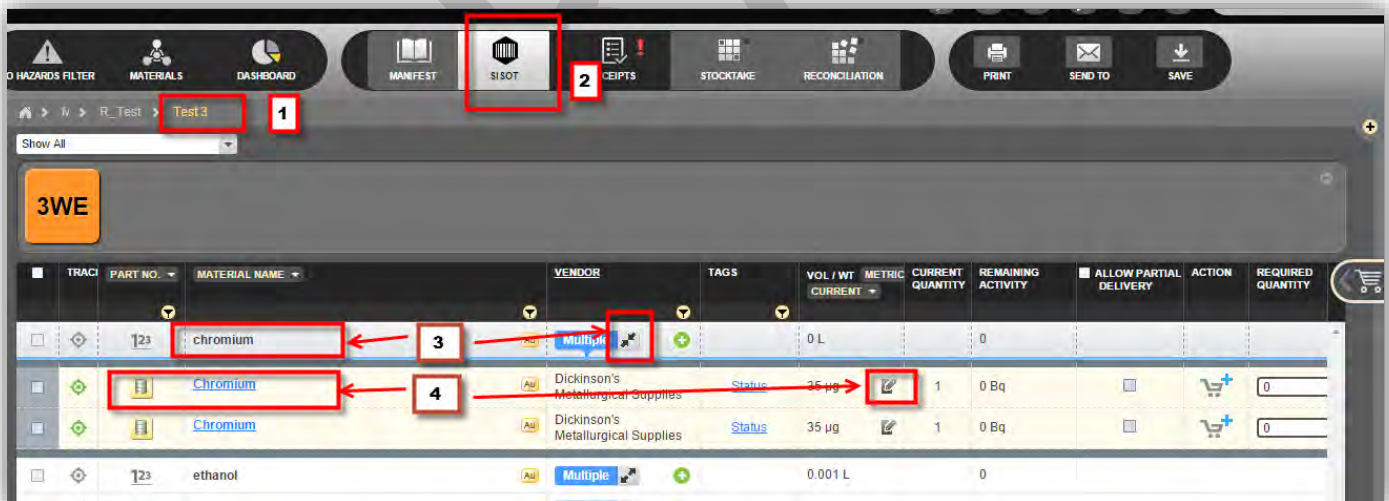 O HAZARDS FILTER MATERIALS DASHBOARD MANIFEST SISOT 2 CEIPTS STOCKTAKE RECONCILIATION PRINT SEND TO SAVE
> > R_Test > Test3 1
Show All
3WE
TRACI PART NO. MATERIAL NAME VENDOR TAGS VOL / WT METRIC CURRENT QUANTITY REMAINING ACTIVITY ALLOW PARTIAL DELIVERY ACTION REQUIRED QUANTITY
CURRENT
123 chromium 3 AU Multiple 0 L 0
Chromium 4 AU Dickinson's Metallurgical Supplies Status 35 µg 1 0 Bq 0
Chromium AU Dickinson's Metallurgical Supplies Status 35 µg 1 0 Bq 0
123 ethanol AU Multiple 0.001 L 0